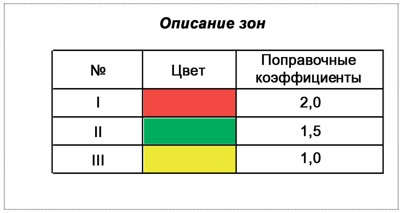 Описание зон
№ Цвет Поправочные коэффициенты
I 2,0
II 1,5
III 1,0